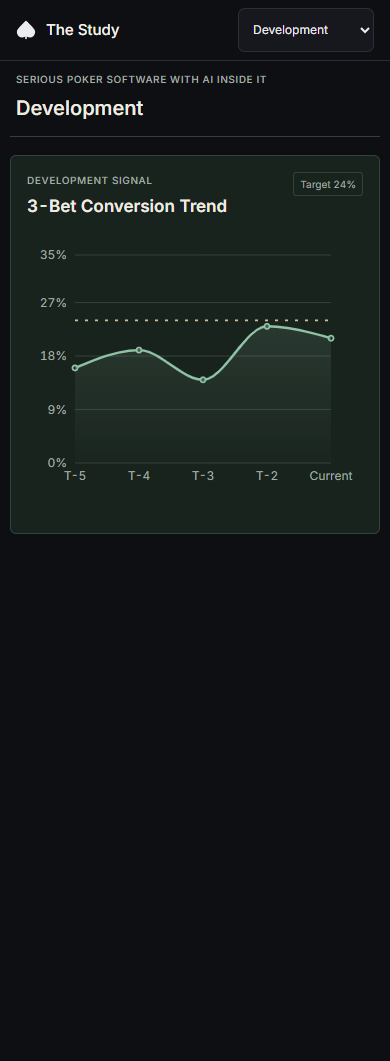 The Study
Development
SERIOUS POKER SOFTWARE WITH AI INSIDE IT
Development
DEVELOPMENT SIGNAL
Target 24%
3-Bet Conversion Trend
35%
27%
18%
9%
0%
T-5 T-4 T-3 T-2 Current